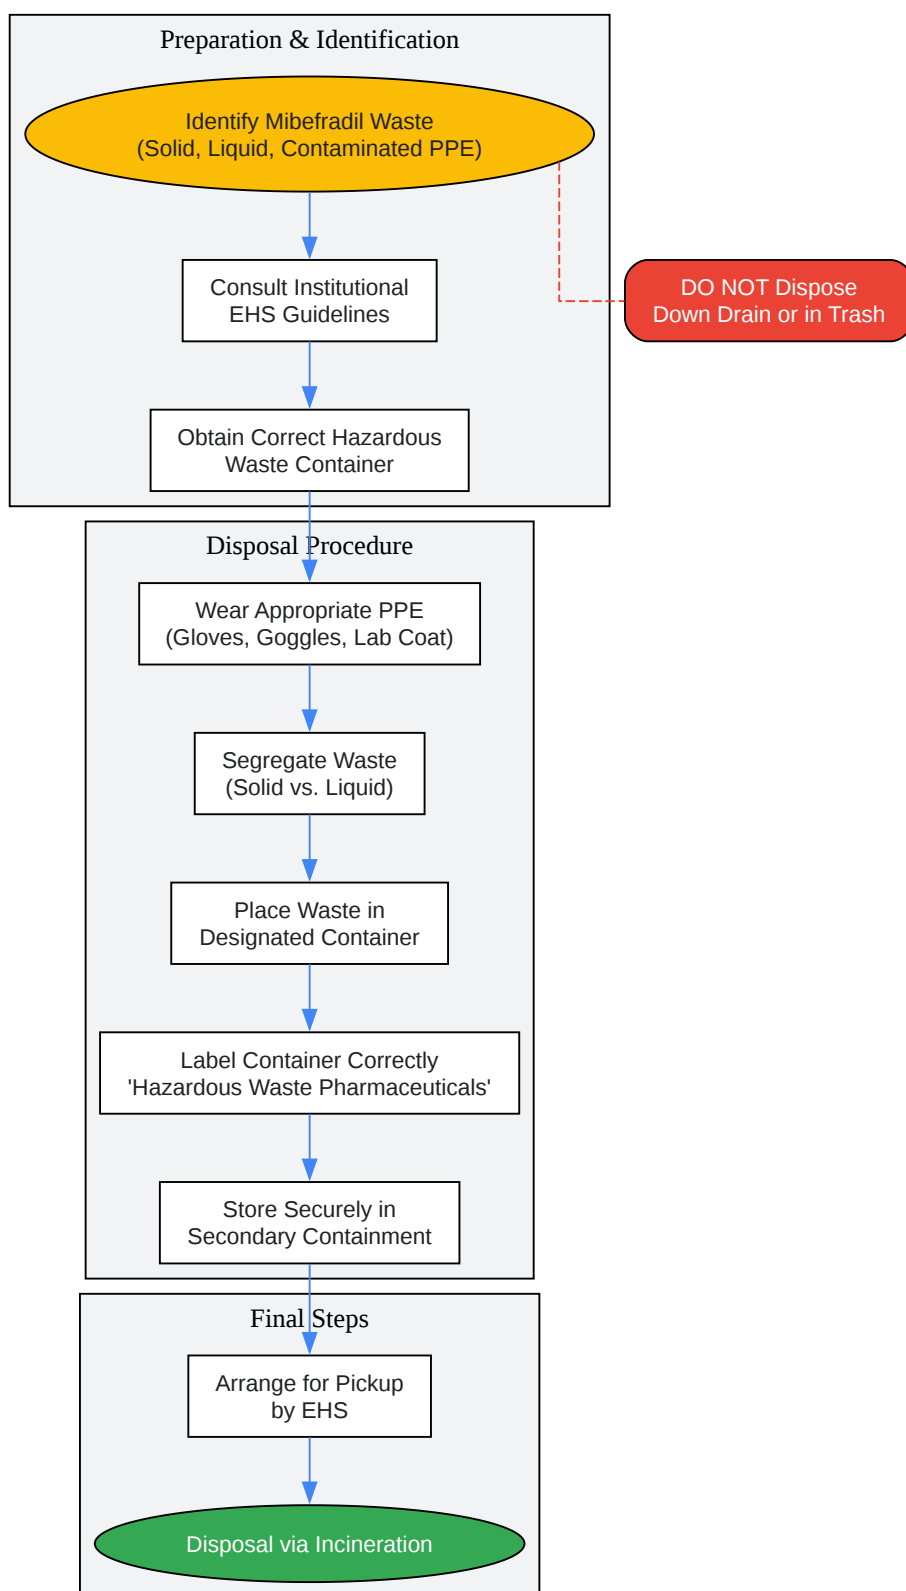 Preparation & Identification
Identify Mibefradil Waste
(Solid, Liquid, Contaminated PPE)
Consult Institutional
EHS Guidelines
DO NOT Dispose
Down Drain or in Trash
Obtain Correct Hazardous
Waste Container
Disposal Procedure
Wear Appropriate PPE
(Gloves, Goggles, Lab Coat)
Segregate Waste
(Solid vs. Liquid)
Place Waste in
Designated Container
Label Container Correctly
'Hazardous Waste Pharmaceuticals'
Store Securely in
Secondary Containment
Final Steps
Arrange for Pickup
by EHS
Disposal via Incineration